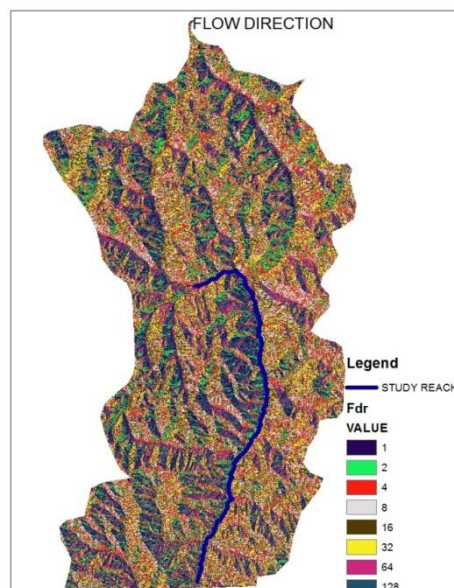 FLOW DIRECTION
Legend
STUDY REACH
Fdr
VALUE
1
2
4
8
16
32
64
128